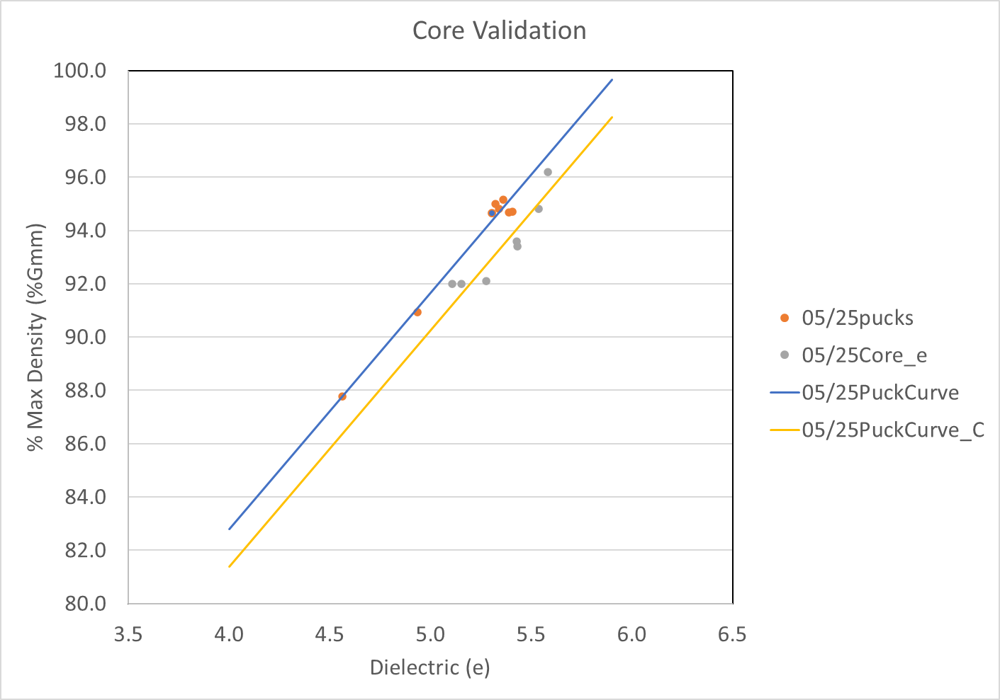 Core Validation
100.0
98.0
96.0
94.0
92.0
90.0
88.0
86.0
84.0
82.0
80.0
% Max Density (%Gmm)
3.5 4.0 4.5 5.0 5.5 6.0 6.5
Dielectric (e)
05/25pucks
05/25Core_e
05/25PuckCurve
05/25PuckCurve_C